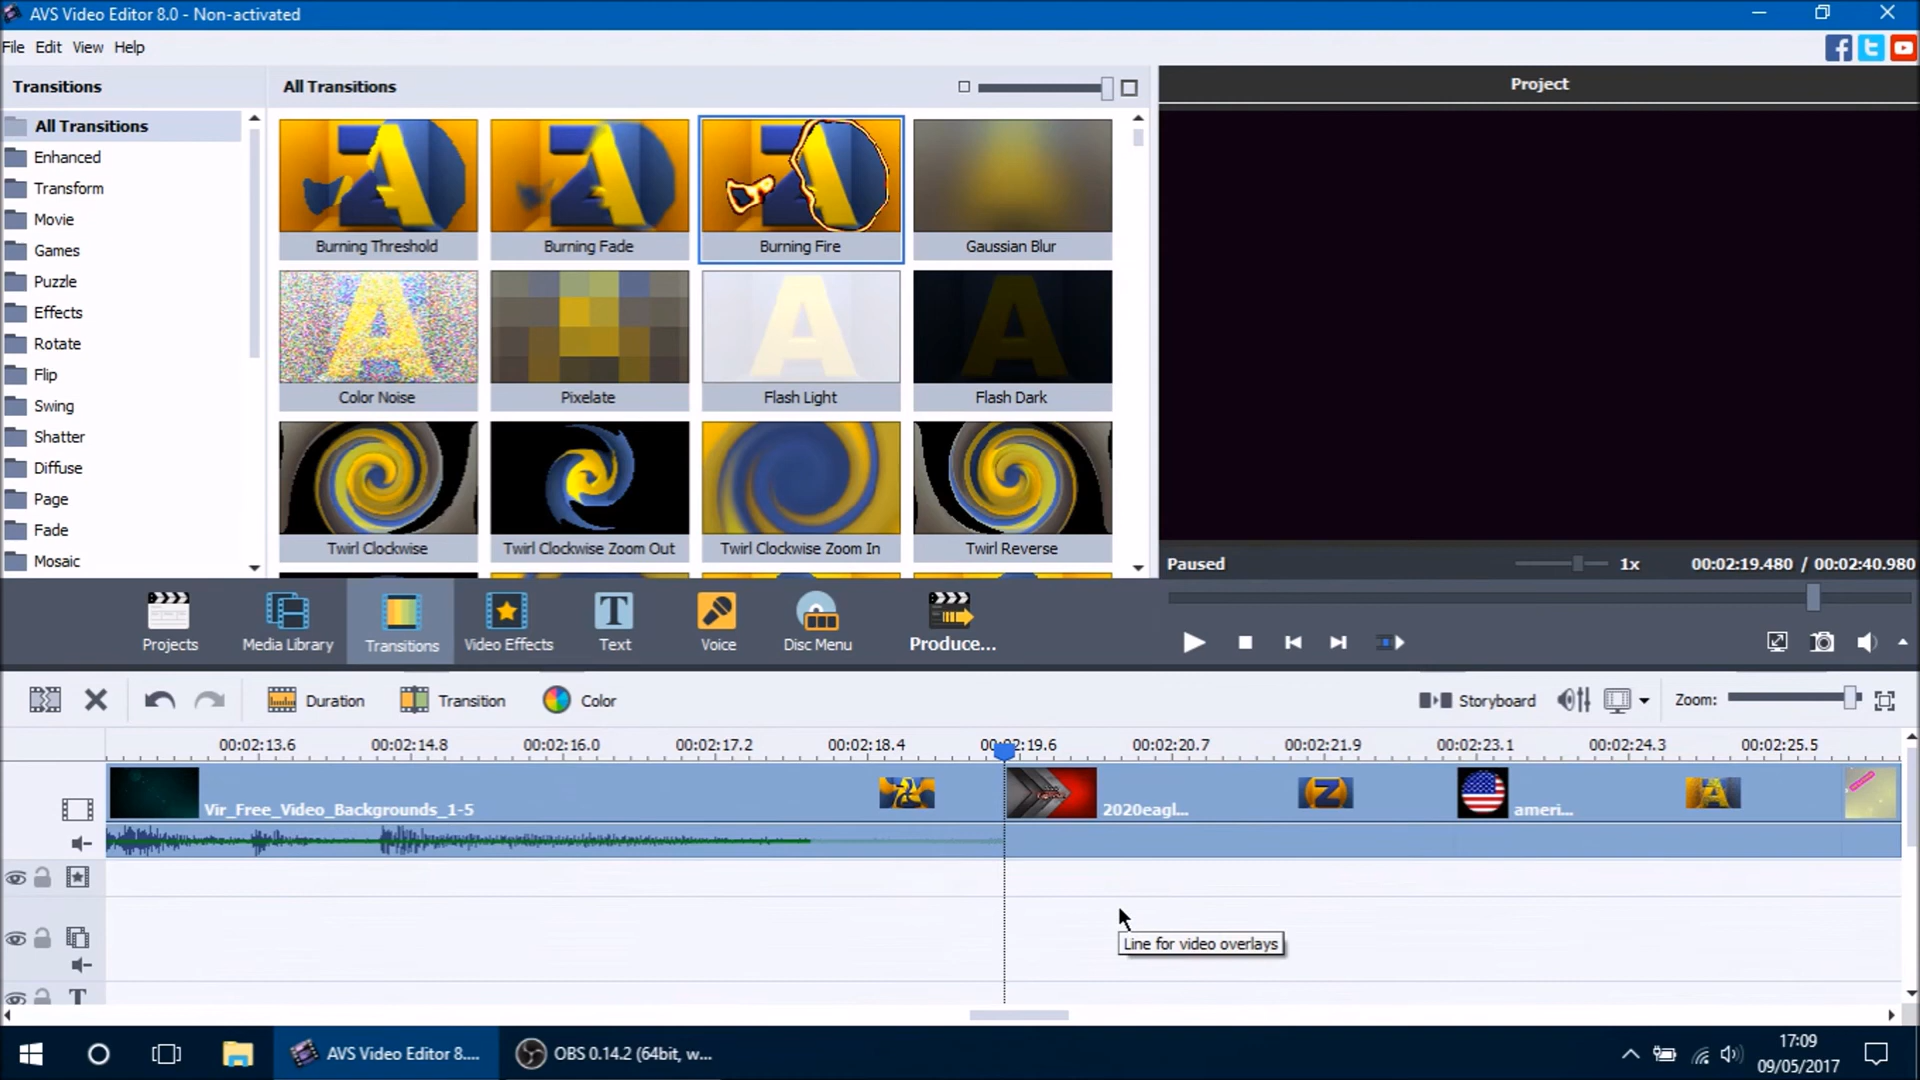 AVS Video Editor 8.0 - Non-activated
File Edit View Help
Transitions
All Transitions
Project
All Transitions
Enhanced
Transform
Movie
Games
Puzzle
Effects
Rotate
Flip
Swing
Shatter
Diffuse
Page
Fade
Mosaic
Burning Threshold
Burning Fade
Burning Fire
Gaussian Blur
Color Noise
Pixelate
Flash Light
Flash Dark
Twirl Clockwise
Twirl Clockwise Zoom Out
Twirl Clockwise Zoom In
Twirl Reverse
Paused
1x
00:02:19.480 / 00:02:40.980
Projects
Media Library
Transitions
Video Effects
Text
Voice
Disc Menu
Produce...
Duration
Transition
Color
Storyboard
Zoom:
00:02:13.6 00:02:14.8 00:02:16.0 00:02:17.2 00:02:18.4 00:02:19.6 00:02:20.7 00:02:21.9 00:02:23.1 00:02:24.3 00:02:25.5
Vir_Free_Video_Backgrounds_1-5
2020eagl...
ameri...
Line for video overlays
AVS Video Editor 8....
OBS 0.14.2 (64bit, w...
17:09
09/05/2017